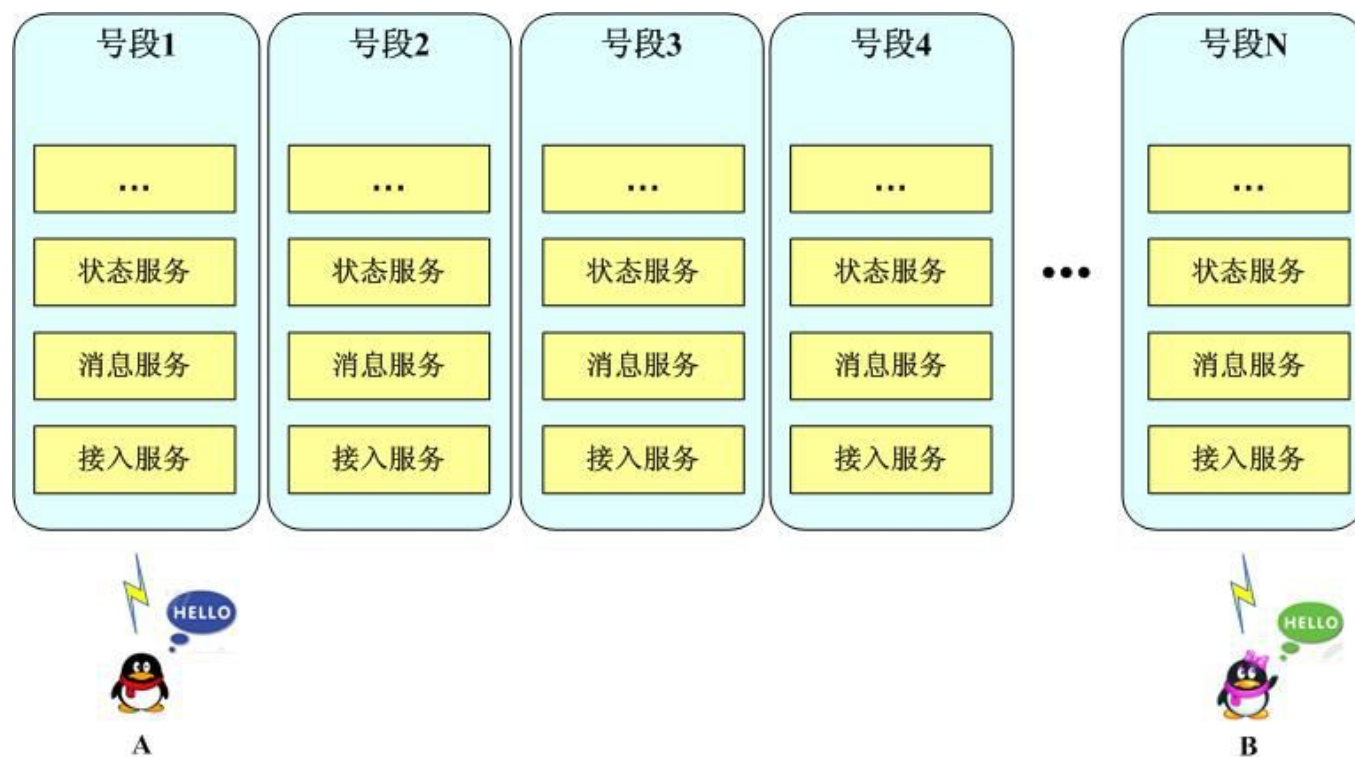 号段1 号段2 号段3 号段4 号段N
... ... ... ... ...
状态服务 状态服务 状态服务 状态服务 ... 状态服务
消息服务 消息服务 消息服务 消息服务 消息服务
接入服务 接入服务 接入服务 接入服务 接入服务
HELLO HELLO
A B